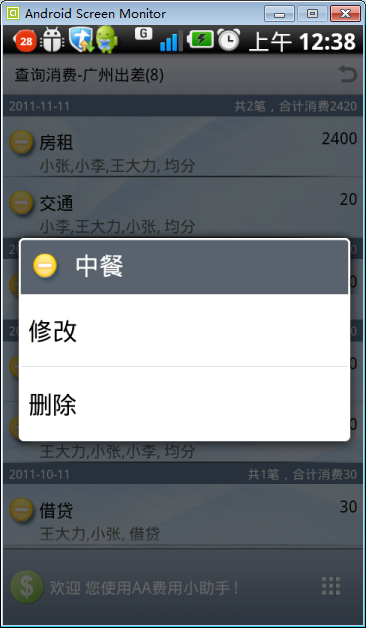 Android Screen Monitor
28
G
上午 12:38
查询消费-广州出差(8)
2011-11-11 共2笔，合计消费2420
房租 2400
小张,小李,王大力, 均分
交通 20
小李,王大力,小张, 均分
中餐
修改
删除
王大力,小张,小李, 均分
2011-10-11 共1笔，合计消费30
借贷 30
王大力,小张, 借贷
$
欢迎 您使用AA费用小助手！